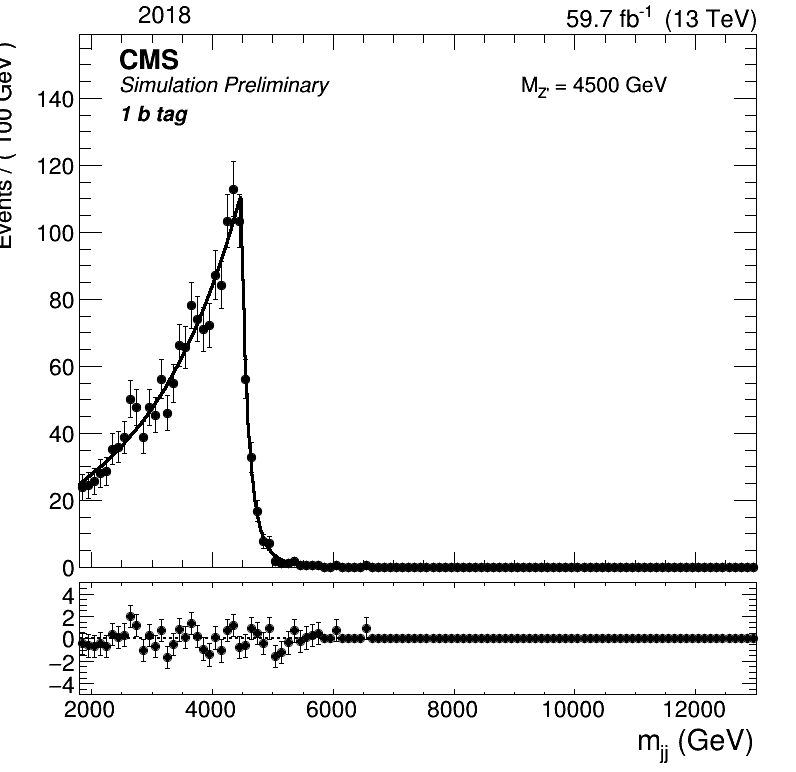 2018
59.7 fb-1 (13 TeV)
CMS
Simulation Preliminary
MZ' = 4500 GeV
1 b tag
Events / ( 100 GeV )
140
120
100
80
60
40
20
0
4
2
0
−2
−4
2000 4000 6000 8000 10000 12000
mjj (GeV)